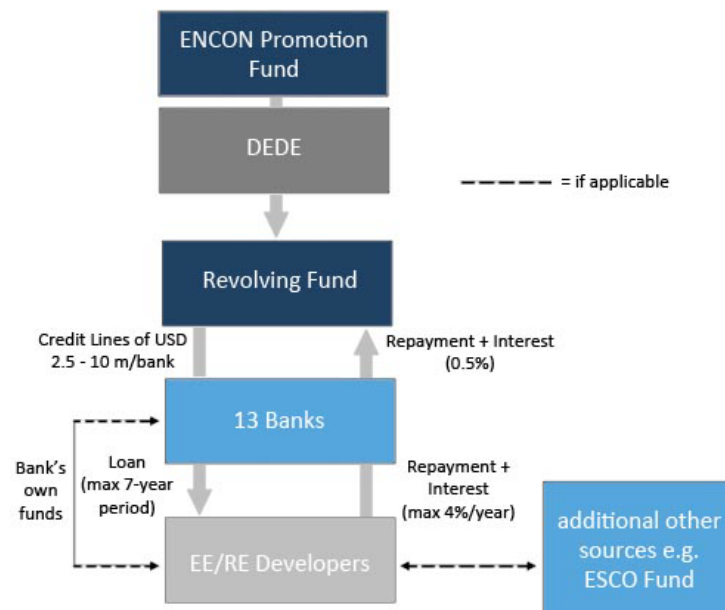 ENCON Promotion
Fund
DEDE
= if applicable
Revolving Fund
Credit Lines of USD
2.5 - 10 m/bank
Repayment + Interest
(0.5%)
13 Banks
Bank's
own
funds
Loan
(max 7-year
period)
Repayment +
Interest
(max 4%/year)
EE/RE Developers
additional other
sources e.g.
ESCO Fund